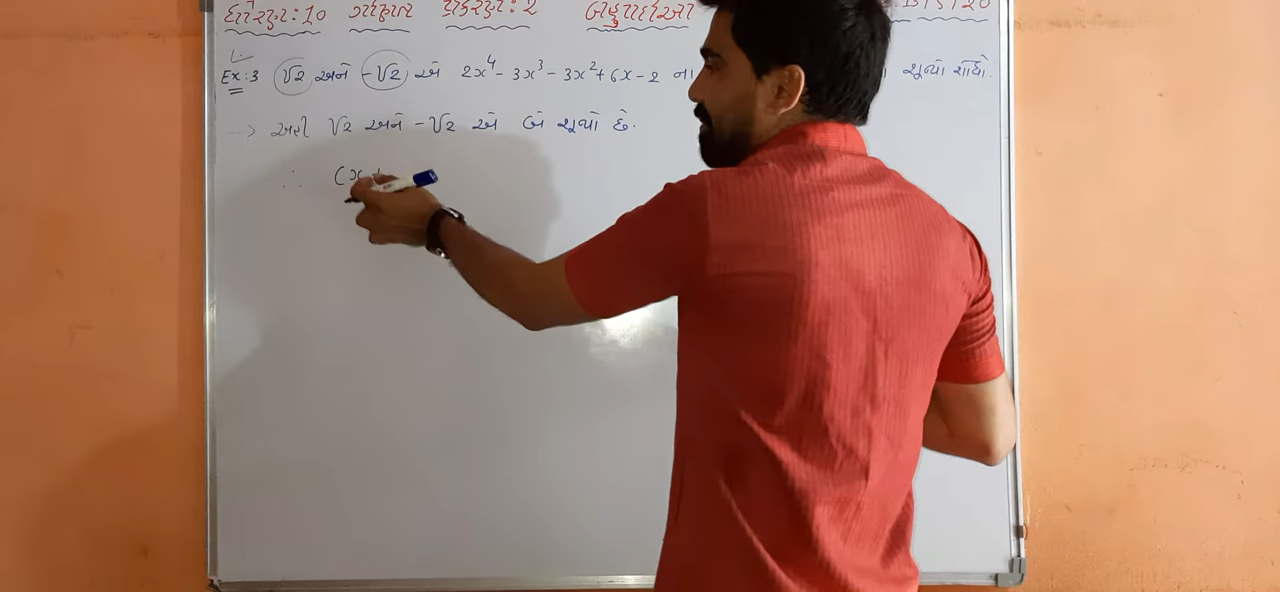 ધોરણ: 10 ગણિત પ્રકરણ: 2 બહુપદીઓ
Ex: 3 √2 અને -√2 એ 2x⁴ - 3x³ - 3x² + 6x - 2 ના શૂન્યો શોધો.
-> અહીં √2 અને -√2 એ બે શૂન્યો છે.
∴ (x